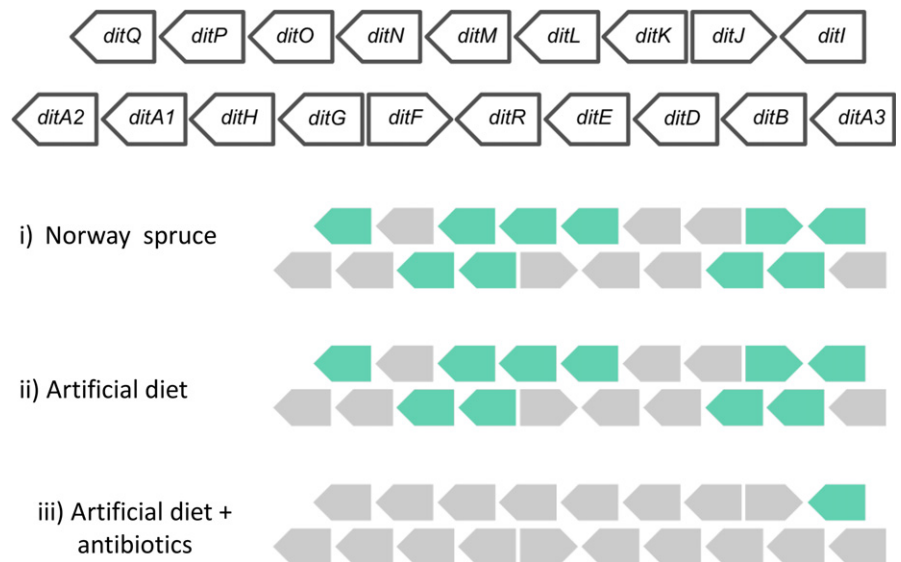 ditQ ditP ditO ditN ditM ditL ditK ditJ ditI
ditA2 ditA1 ditH ditG ditF ditR ditE ditD ditB ditA3
i) Norway spruce
ii) Artificial diet
iii) Artificial diet +
antibiotics